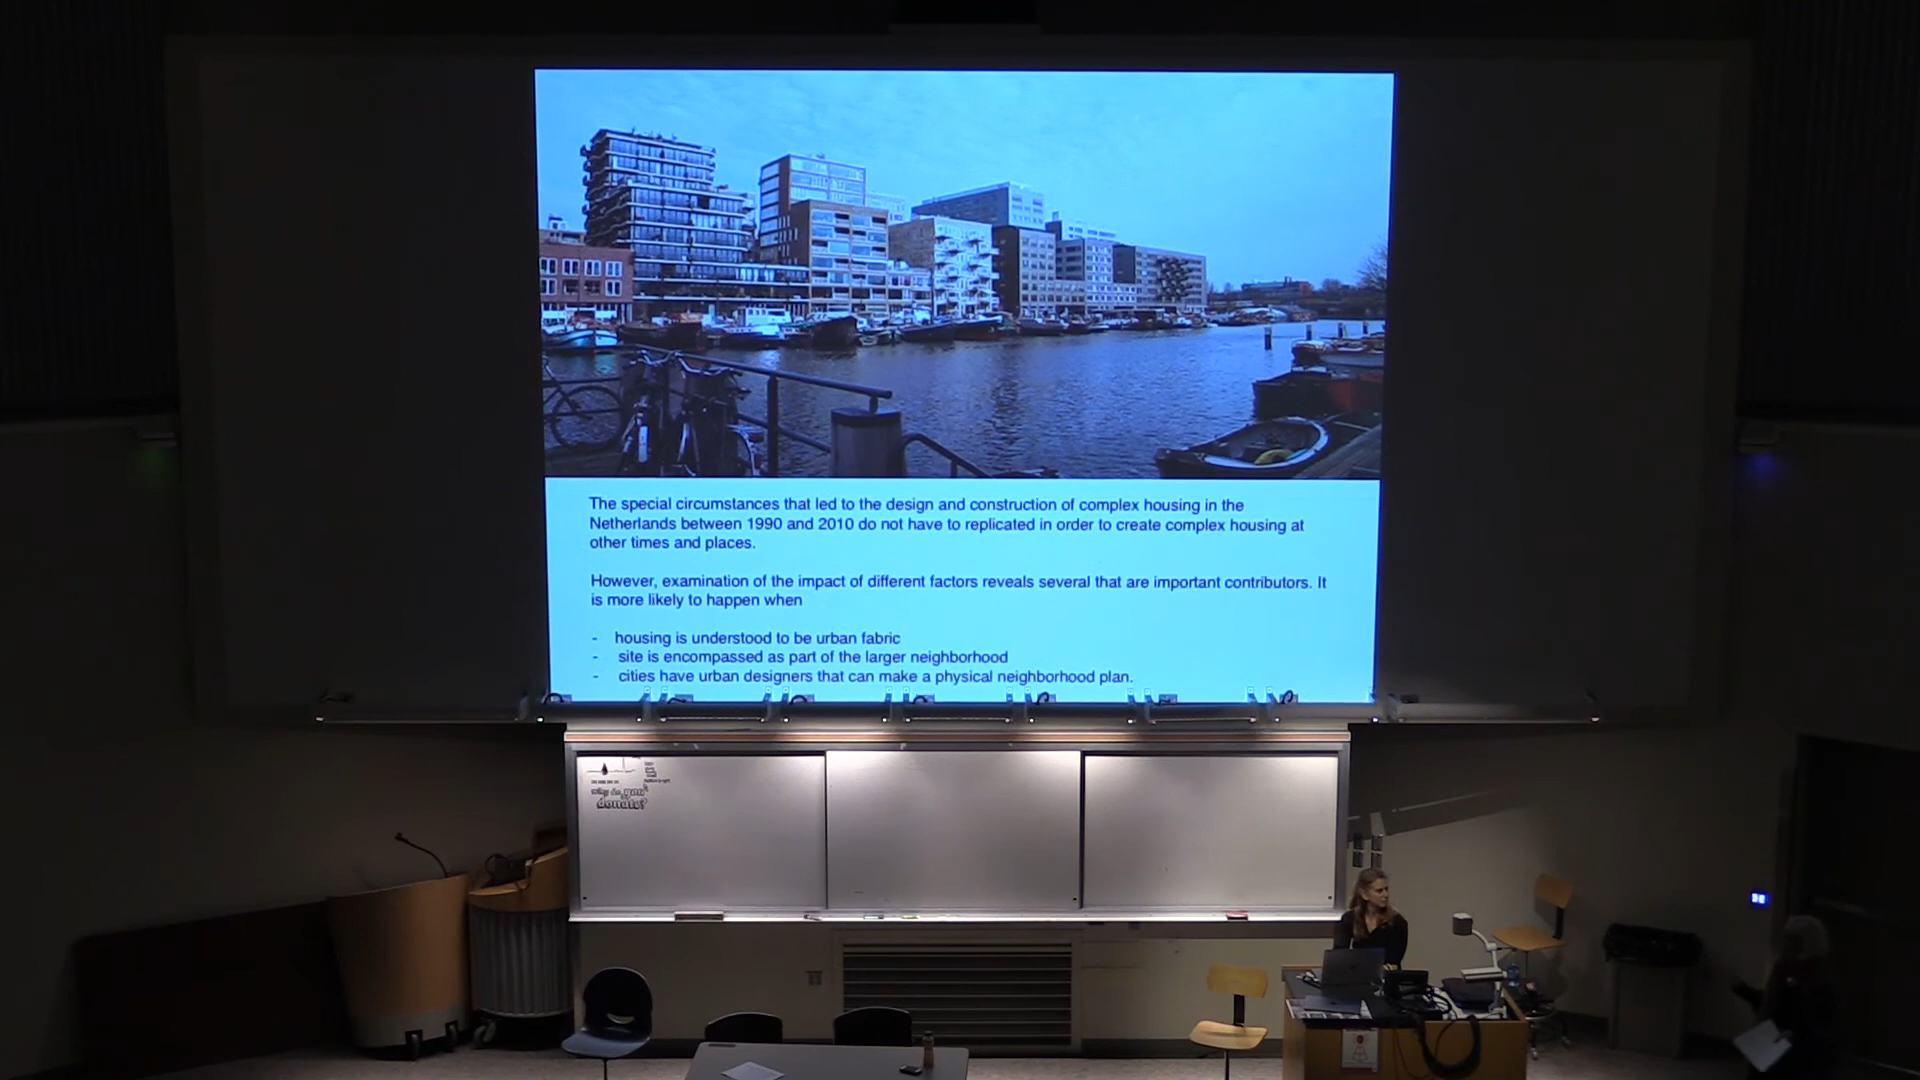 The special circumstances that led to the design and construction of complex housing in the
Netherlands between 1990 and 2010 do not have to replicated in order to create complex housing at
other times and places.
However, examination of the impact of different factors reveals several that are important contributors. It
is more likely to happen when
- housing is understood to be urban fabric
- site is encompassed as part of the larger neighborhood
- cities have urban designers that can make a physical neighborhood plan.
why do you
donate?